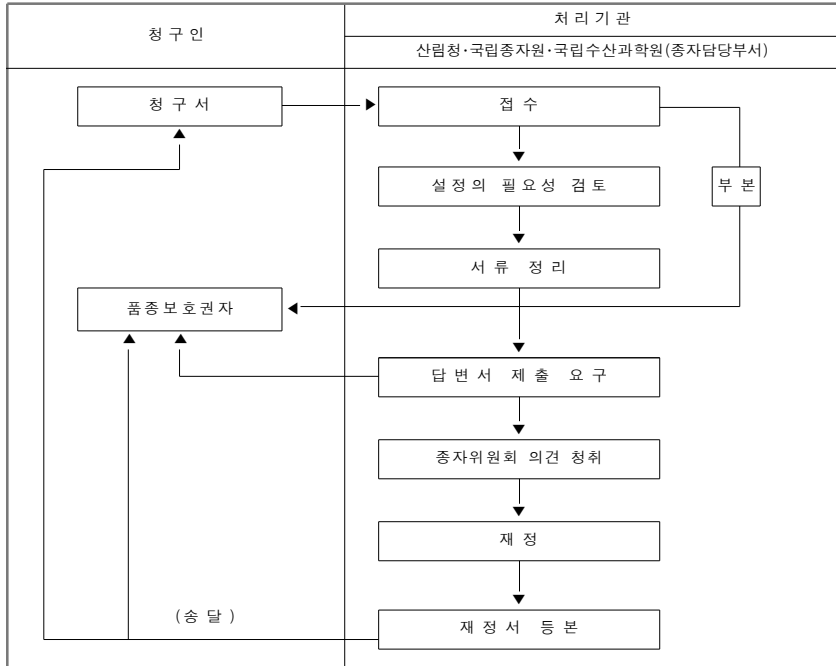 청구인
처리기관
산림청·국립종자원·국립수산과학원(종자담당부서)
청구서
접수
설정의 필요성 검토
부본
서류 정리
품종보호권자
답변서 제출 요구
종자위원회 의견 청취
재정
(송달)
재정서 등본